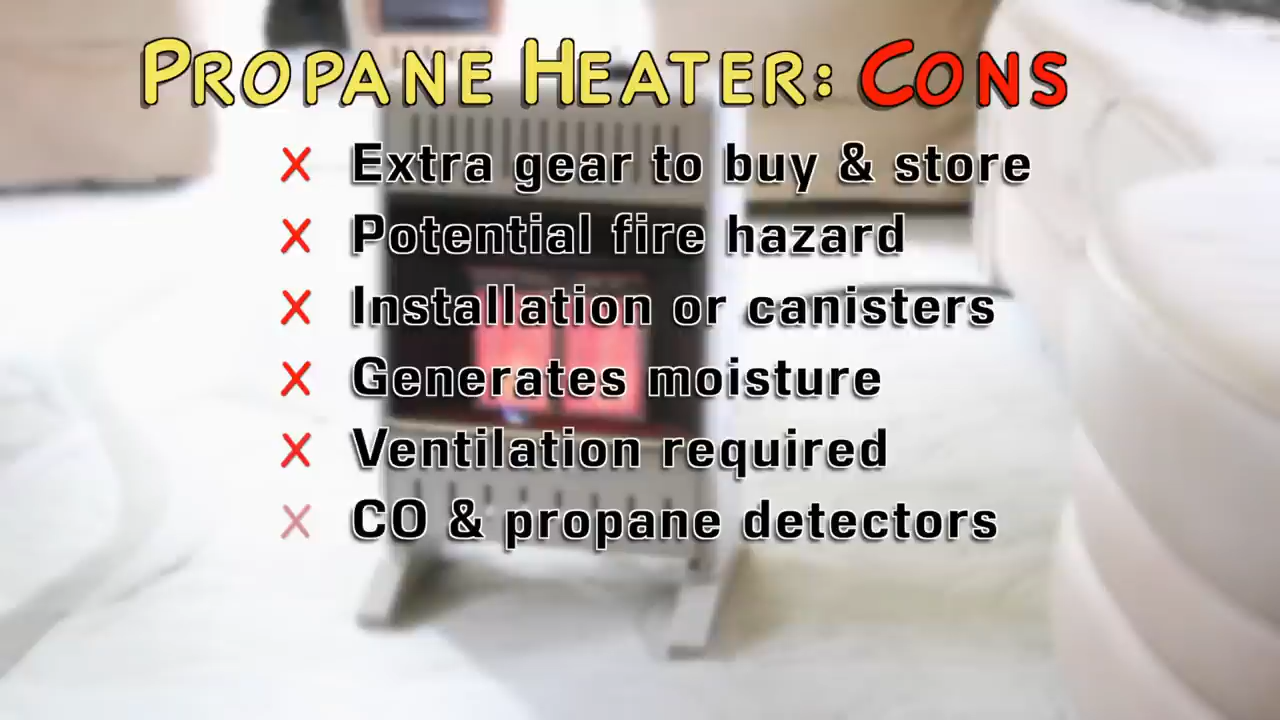 PROPANE HEATER: CONS
X Extra gear to buy & store
X Potential fire hazard
X Installation or canisters
X Generates moisture
X Ventilation required
X CO & propane detectors